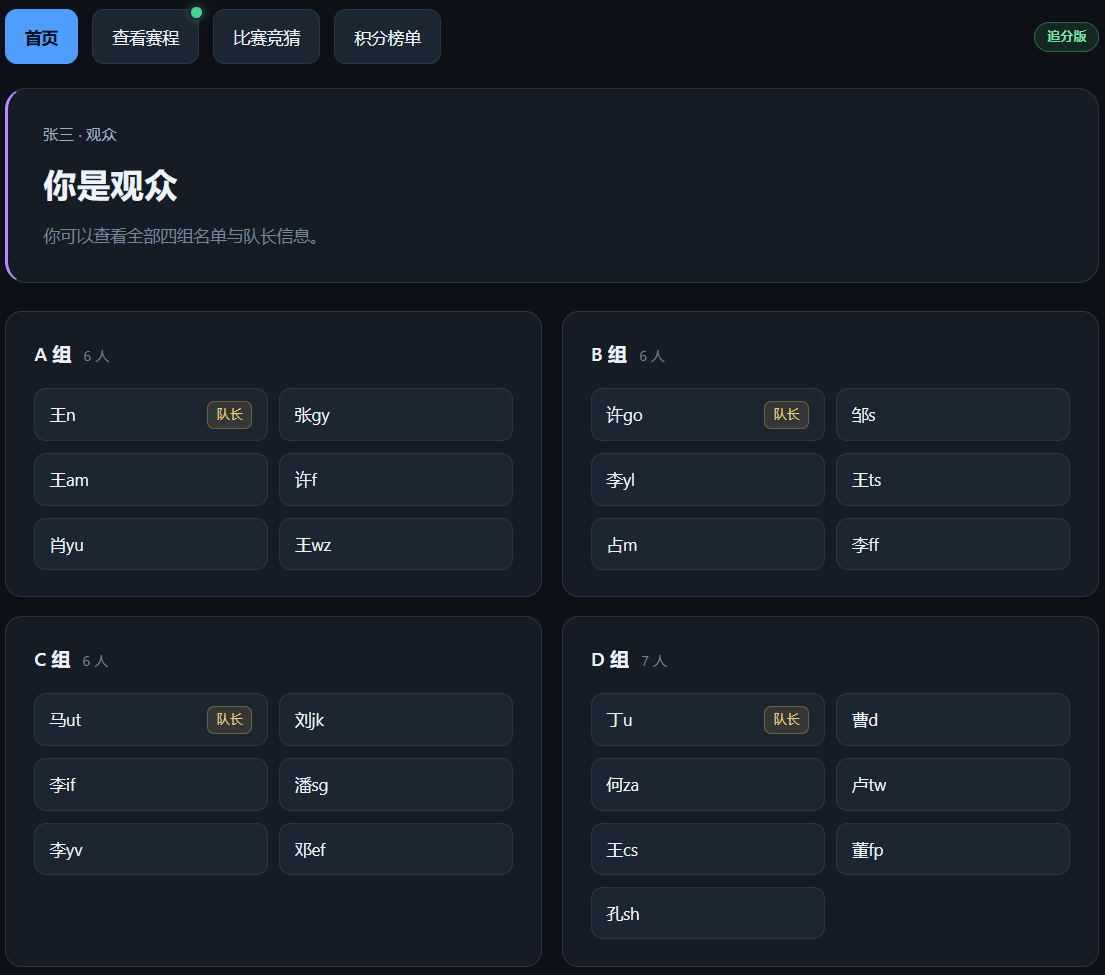 首页 查看赛程 比赛竞猜 积分榜单 追分版
张三 · 观众
你是观众
你可以查看全部四组名单与队长信息。
A 组 6 人
王n 队长 张gy
王am 许f
肖yu 王wz
B 组 6 人
许go 队长 邹s
李yl 王ts
占m 李ff
C 组 6 人
马ut 队长 刘jk
李if 潘sg
李yv 邓ef
D 组 7 人
丁u 队长 曹d
何za 卢tw
王cs 董fp
孔sh